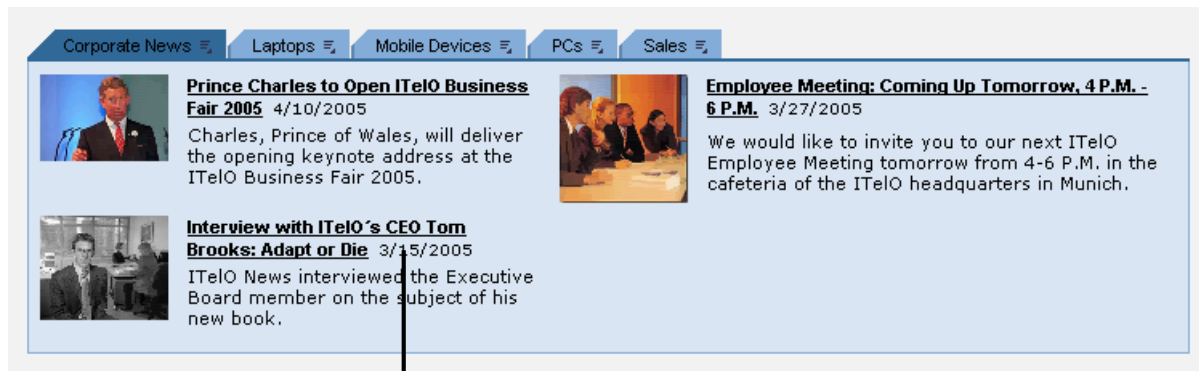 Corporate News Laptops Mobile Devices PCs Sales
Prince Charles to Open ITelO Business
Fair 2005 4/10/2005
Charles, Prince of Wales, will deliver
the opening keynote address at the
ITelO Business Fair 2005.
Employee Meeting: Coming Up Tomorrow, 4 P.M. -
6 P.M. 3/27/2005
We would like to invite you to our next ITelO
Employee Meeting tomorrow from 4-6 P.M. in the
cafeteria of the ITelO headquarters in Munich.
Interview with ITelO´s CEO Tom
Brooks: Adapt or Die 3/15/2005
ITelO News interviewed the Executive
Board member on the subject of his
new book.